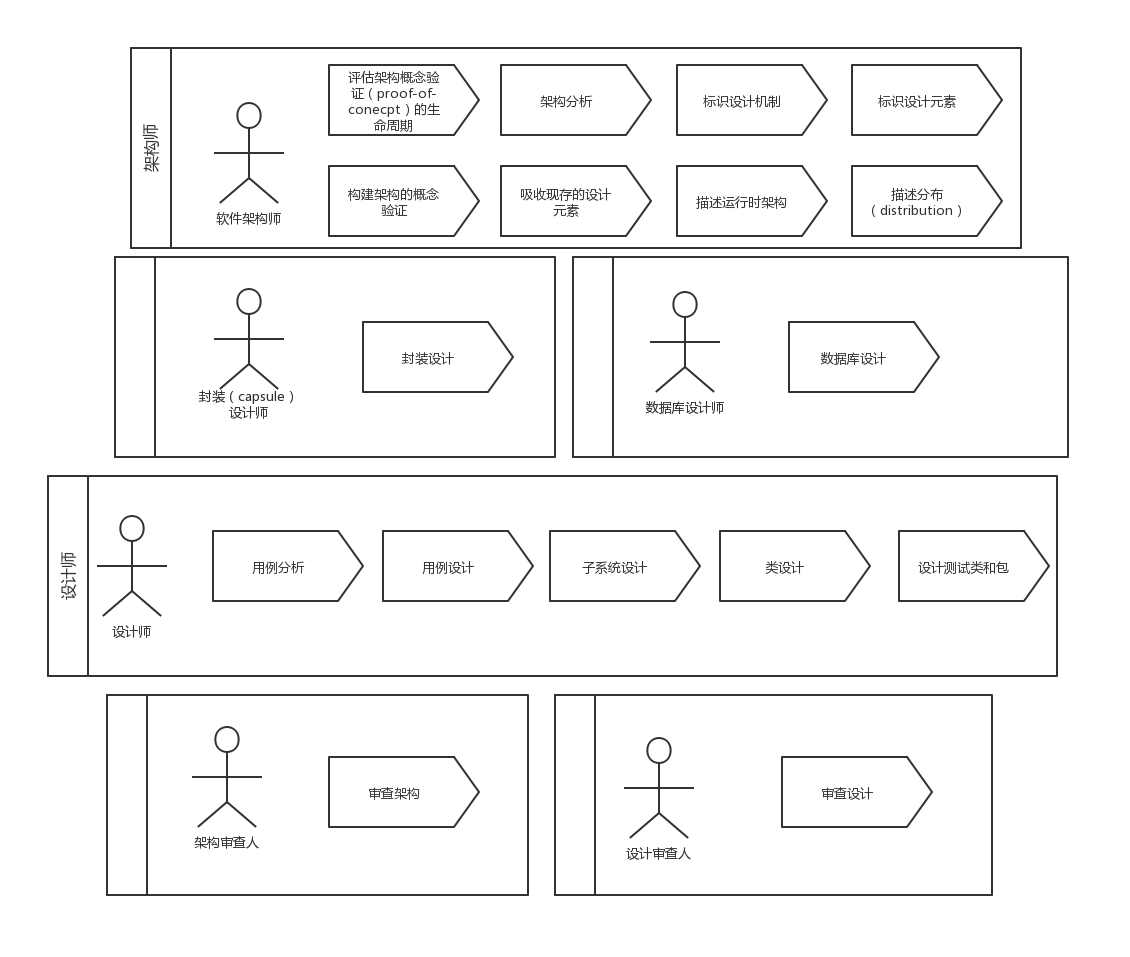 架构师
软件架构师
评估架构概念验
证（proof-of-
conecpt）的生
命周期
架构分析
标识设计机制
标识设计元素
构建架构的概念
验证
吸收现存的设计
元素
描述运行时架构
描述分布
（distribution）
封装（capsule）
设计师
封装设计
数据库设计师
数据库设计
设计师
设计师
用例分析
用例设计
子系统设计
类设计
设计测试类和包
架构审查人
审查架构
设计审查人
审查设计